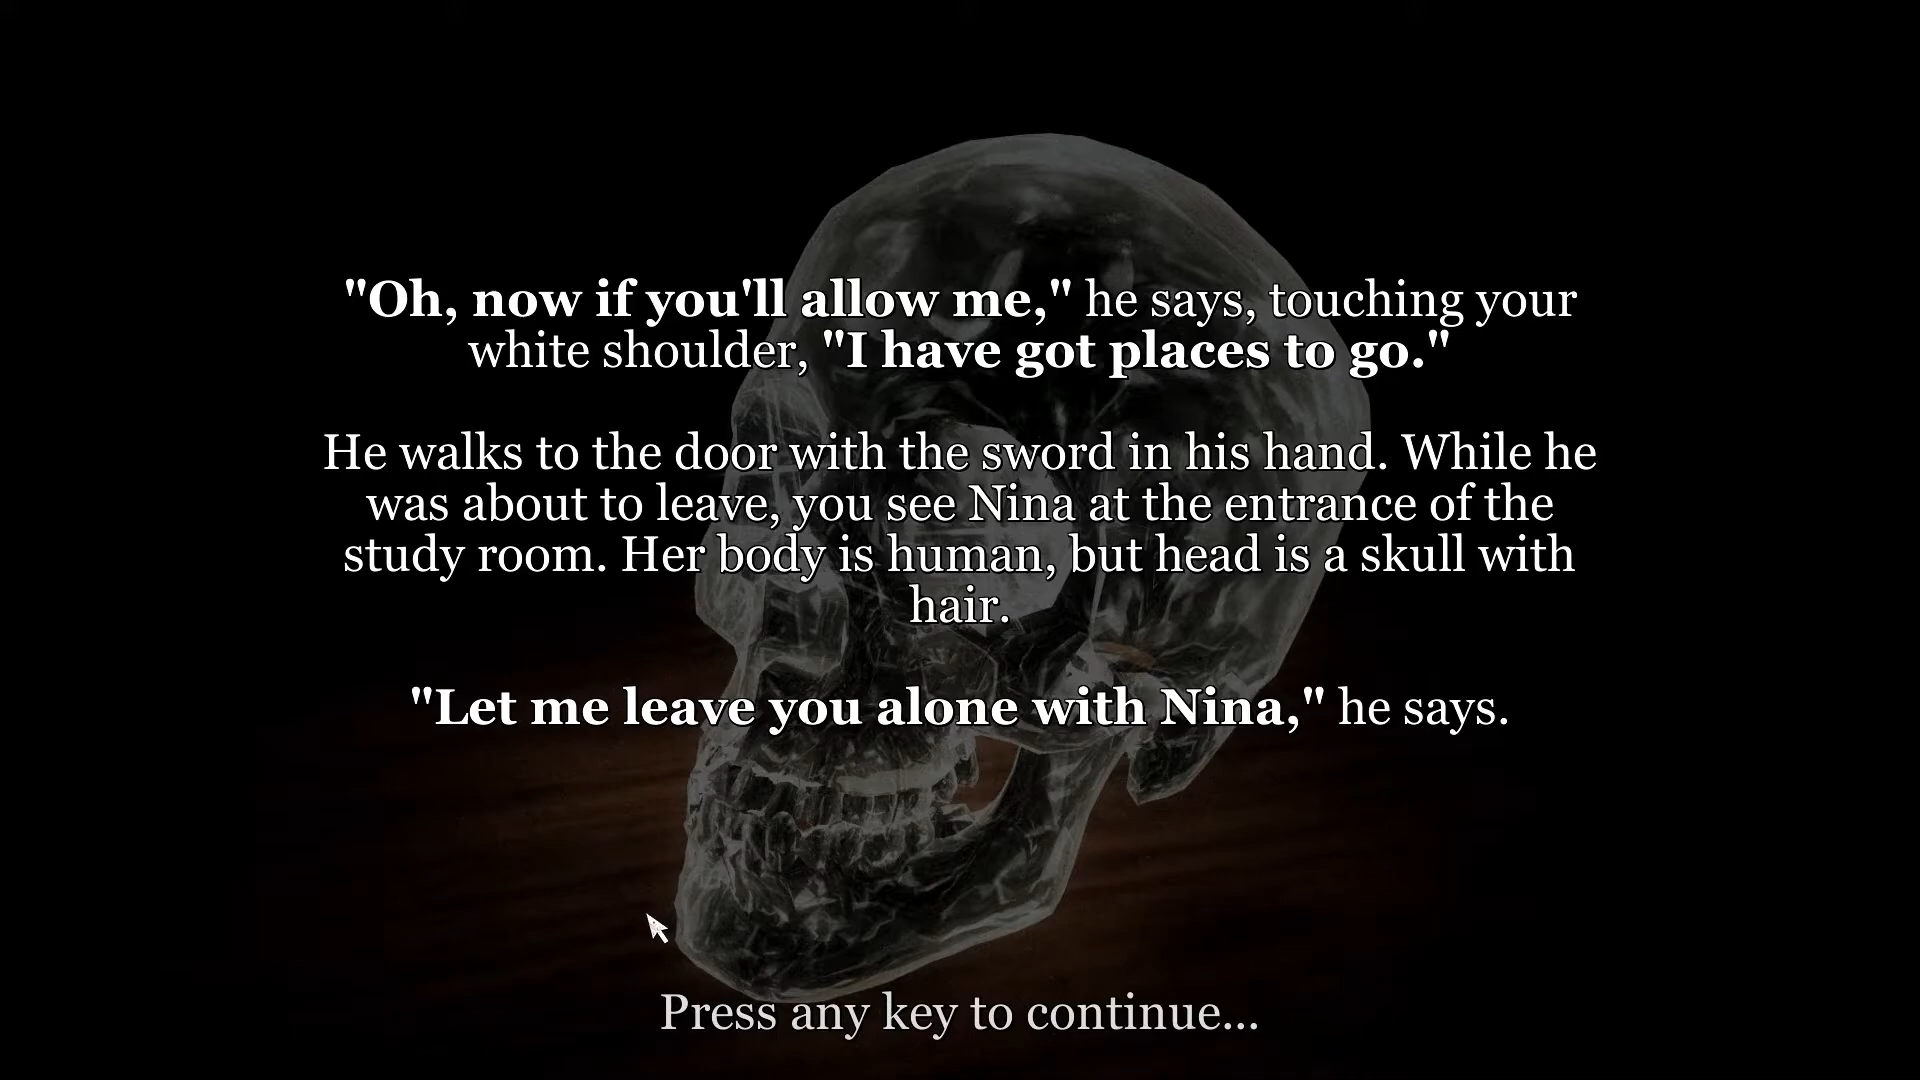 "Oh, now if you'll allow me," he says, touching your
white shoulder, "I have got places to go."
He walks to the door with the sword in his hand. While he
was about to leave, you see Nina at the entrance of the
study room. Her body is human, but head is a skull with
hair.
"Let me leave you alone with Nina," he says.
Press any key to continue...